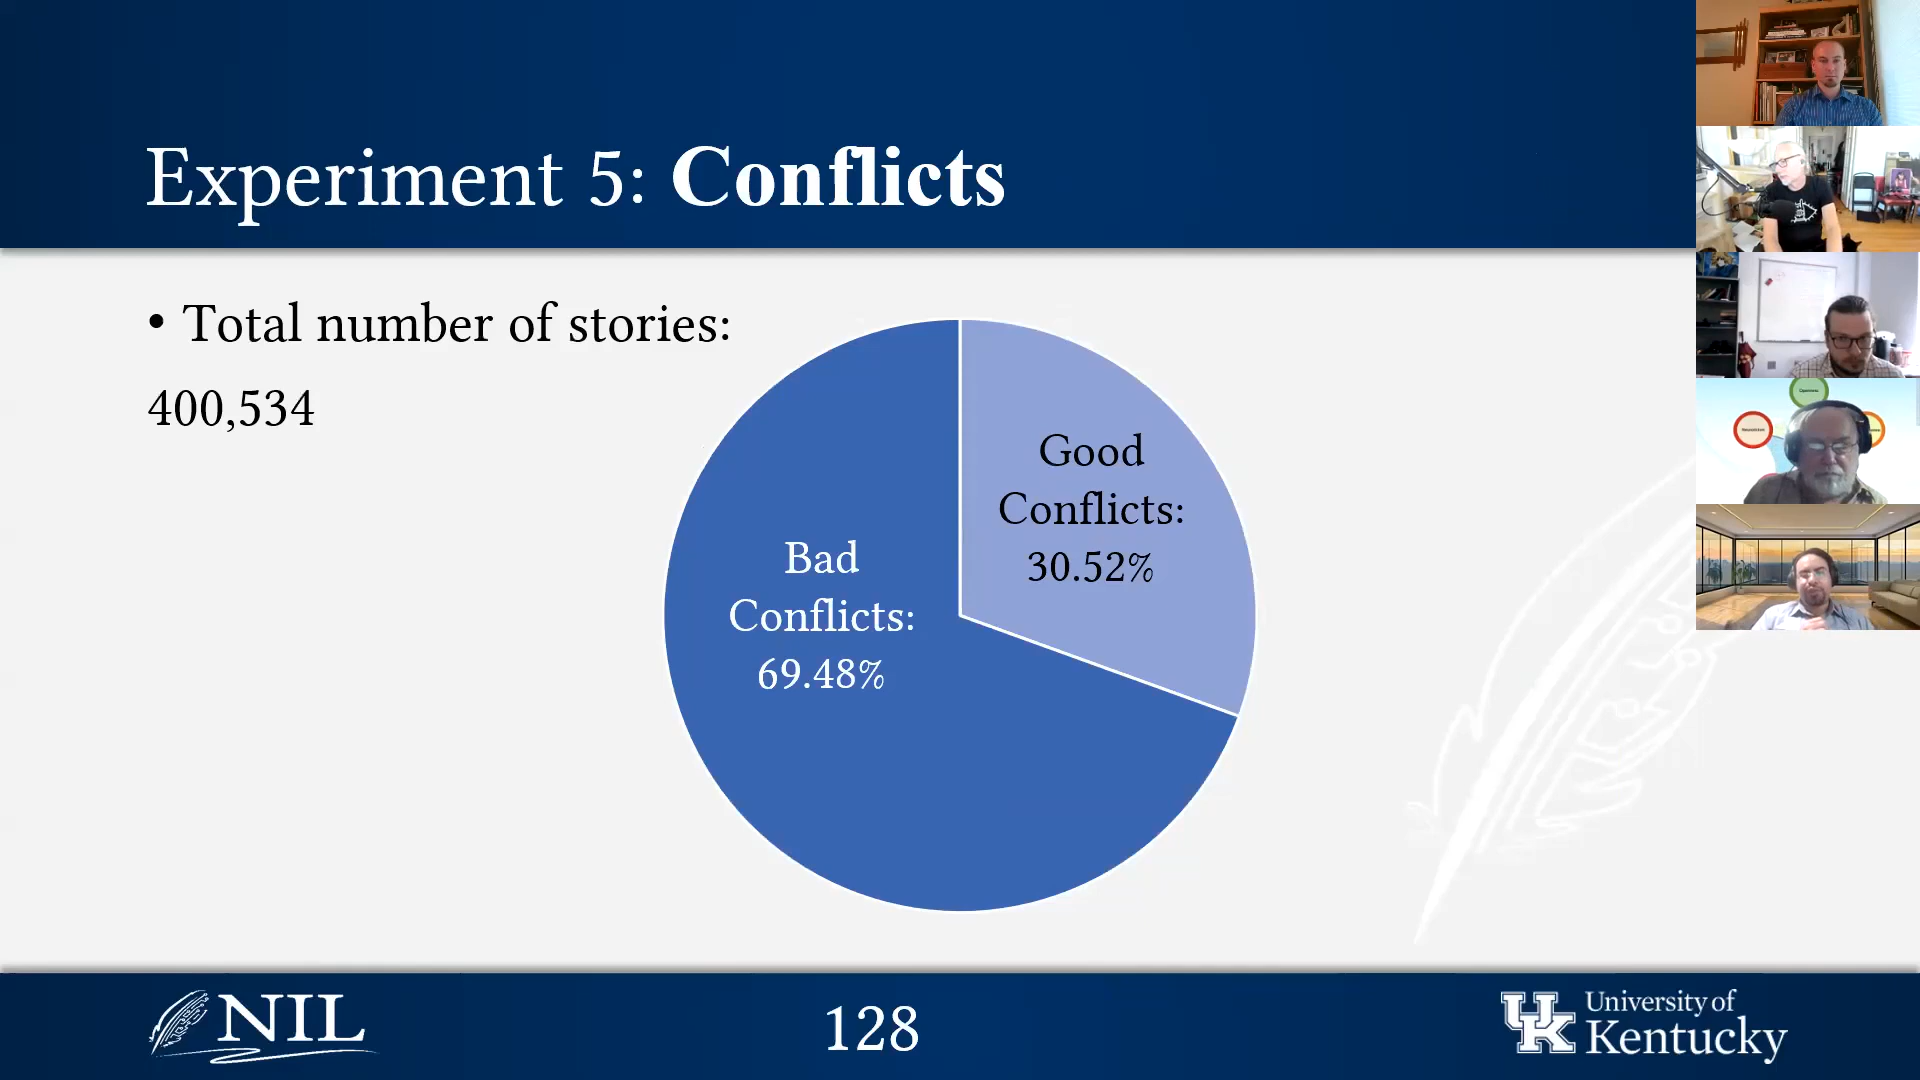 Experiment 5: Conflicts
• Total number of stories:
400,534
Good
Conflicts:
30.52%
Bad
Conflicts:
69.48%
NIL
128
UK
University of
Kentucky